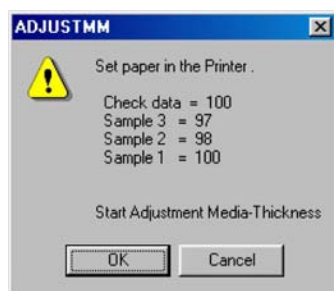 ADJUSTMM
Set paper in the Printer .
Check data = 100
Sample 3 = 97
Sample 2 = 98
Sample 1 = 100
Start Adjustment Media-Thickness
OK
Cancel